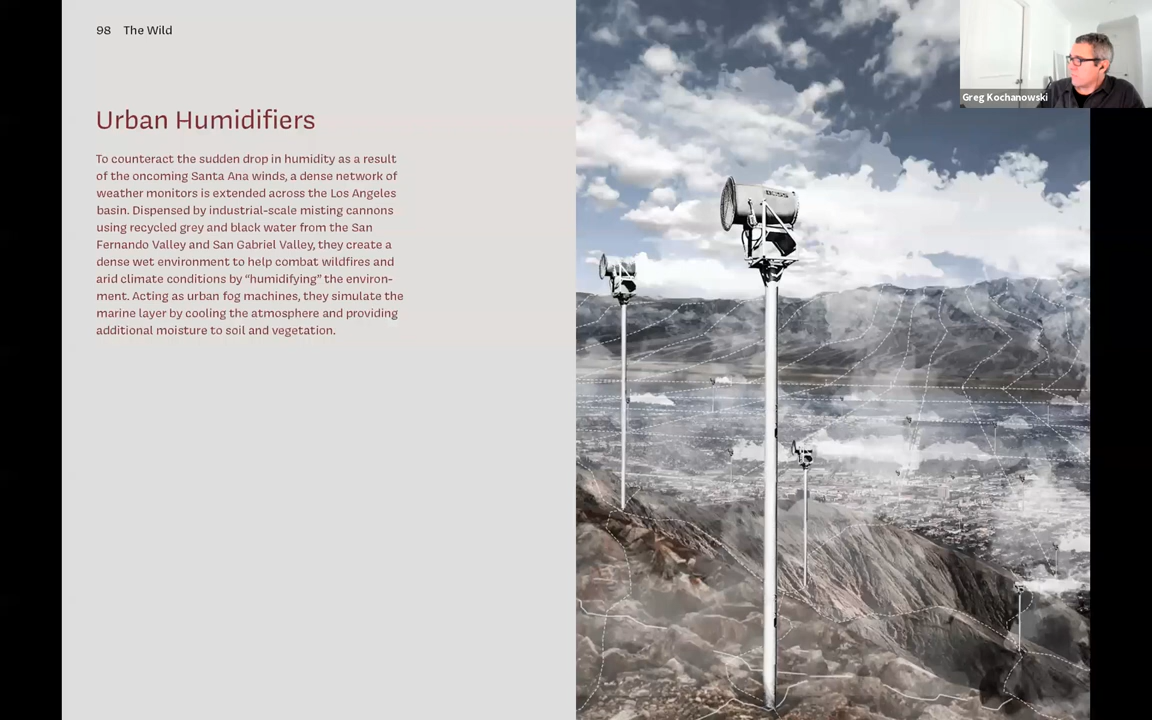 98 The Wild
Greg Kochanowski
Urban Humidifiers
To counteract the sudden drop in humidity as a result
of the oncoming Santa Ana winds, a dense network of
weather monitors is extended across the Los Angeles
basin. Dispensed by industrial-scale misting cannons
using recycled grey and black water from the San
Fernando Valley and San Gabriel Valley, they create a
dense wet environment to help combat wildfires and
arid climate conditions by “humidifying” the environ-
ment. Acting as urban fog machines, they simulate the
marine layer by cooling the atmosphere and providing
additional moisture to soil and vegetation.